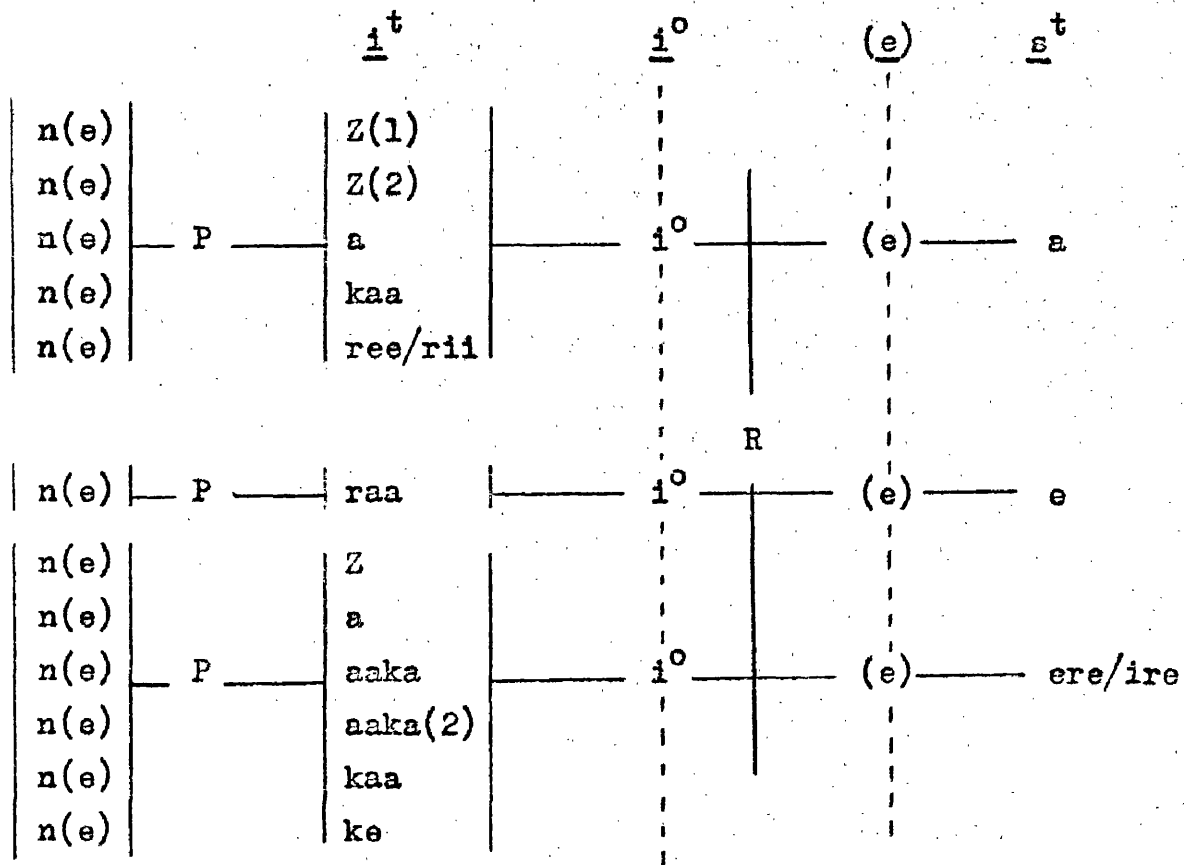 i^t i^o (e) s^t
n(e) Z(1)
n(e) Z(2)
n(e) P a i^o (e) a
n(e) kaa
n(e) ree/rii
R
n(e) P raa i^o (e) e
n(e) Z
n(e) a
n(e) P aaka i^o (e) ere/ire
n(e) aaka(2)
n(e) kaa
n(e) ke